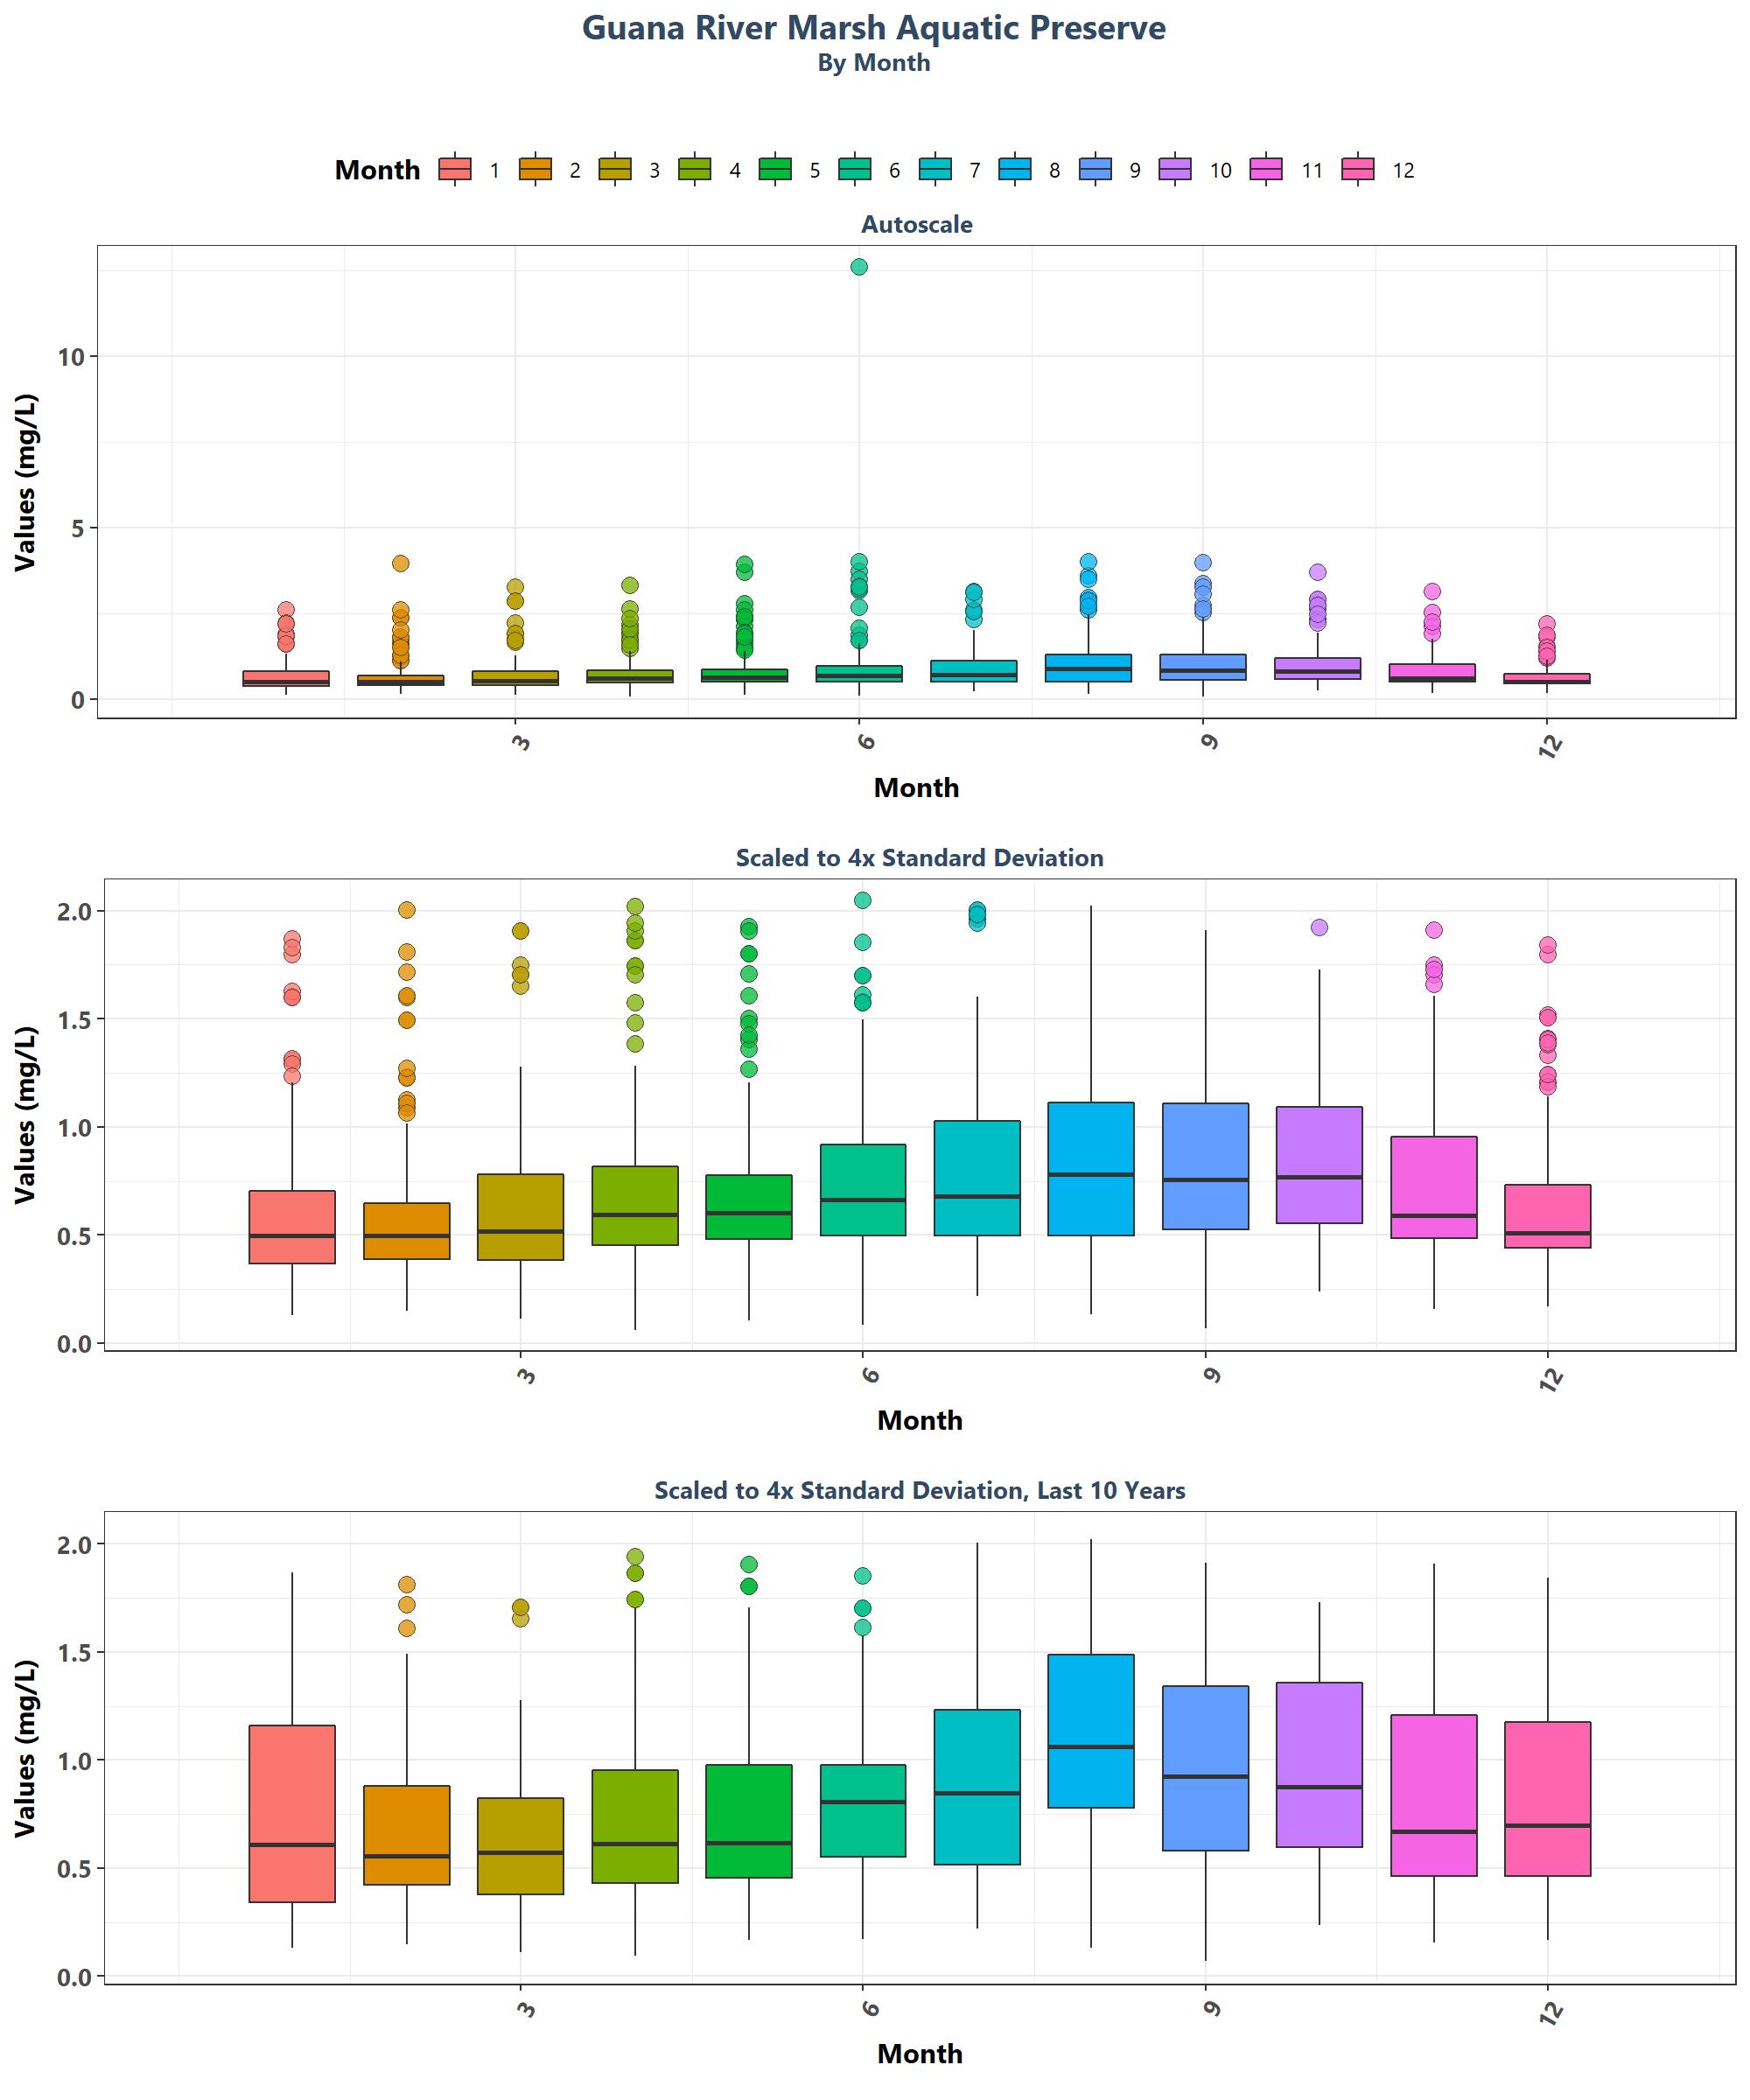 Guana River Marsh Aquatic Preserve
By Month
Month 1 2 3 4 5 6 7 8 9 10 11 12
Autoscale
Values (mg/L)
10
5
0
3 6 9 12
Month
Scaled to 4x Standard Deviation
Values (mg/L)
2.0
1.5
1.0
0.5
0.0
3 6 9 12
Month
Scaled to 4x Standard Deviation, Last 10 Years
Values (mg/L)
2.0
1.5
1.0
0.5
0.0
3 6 9 12
Month